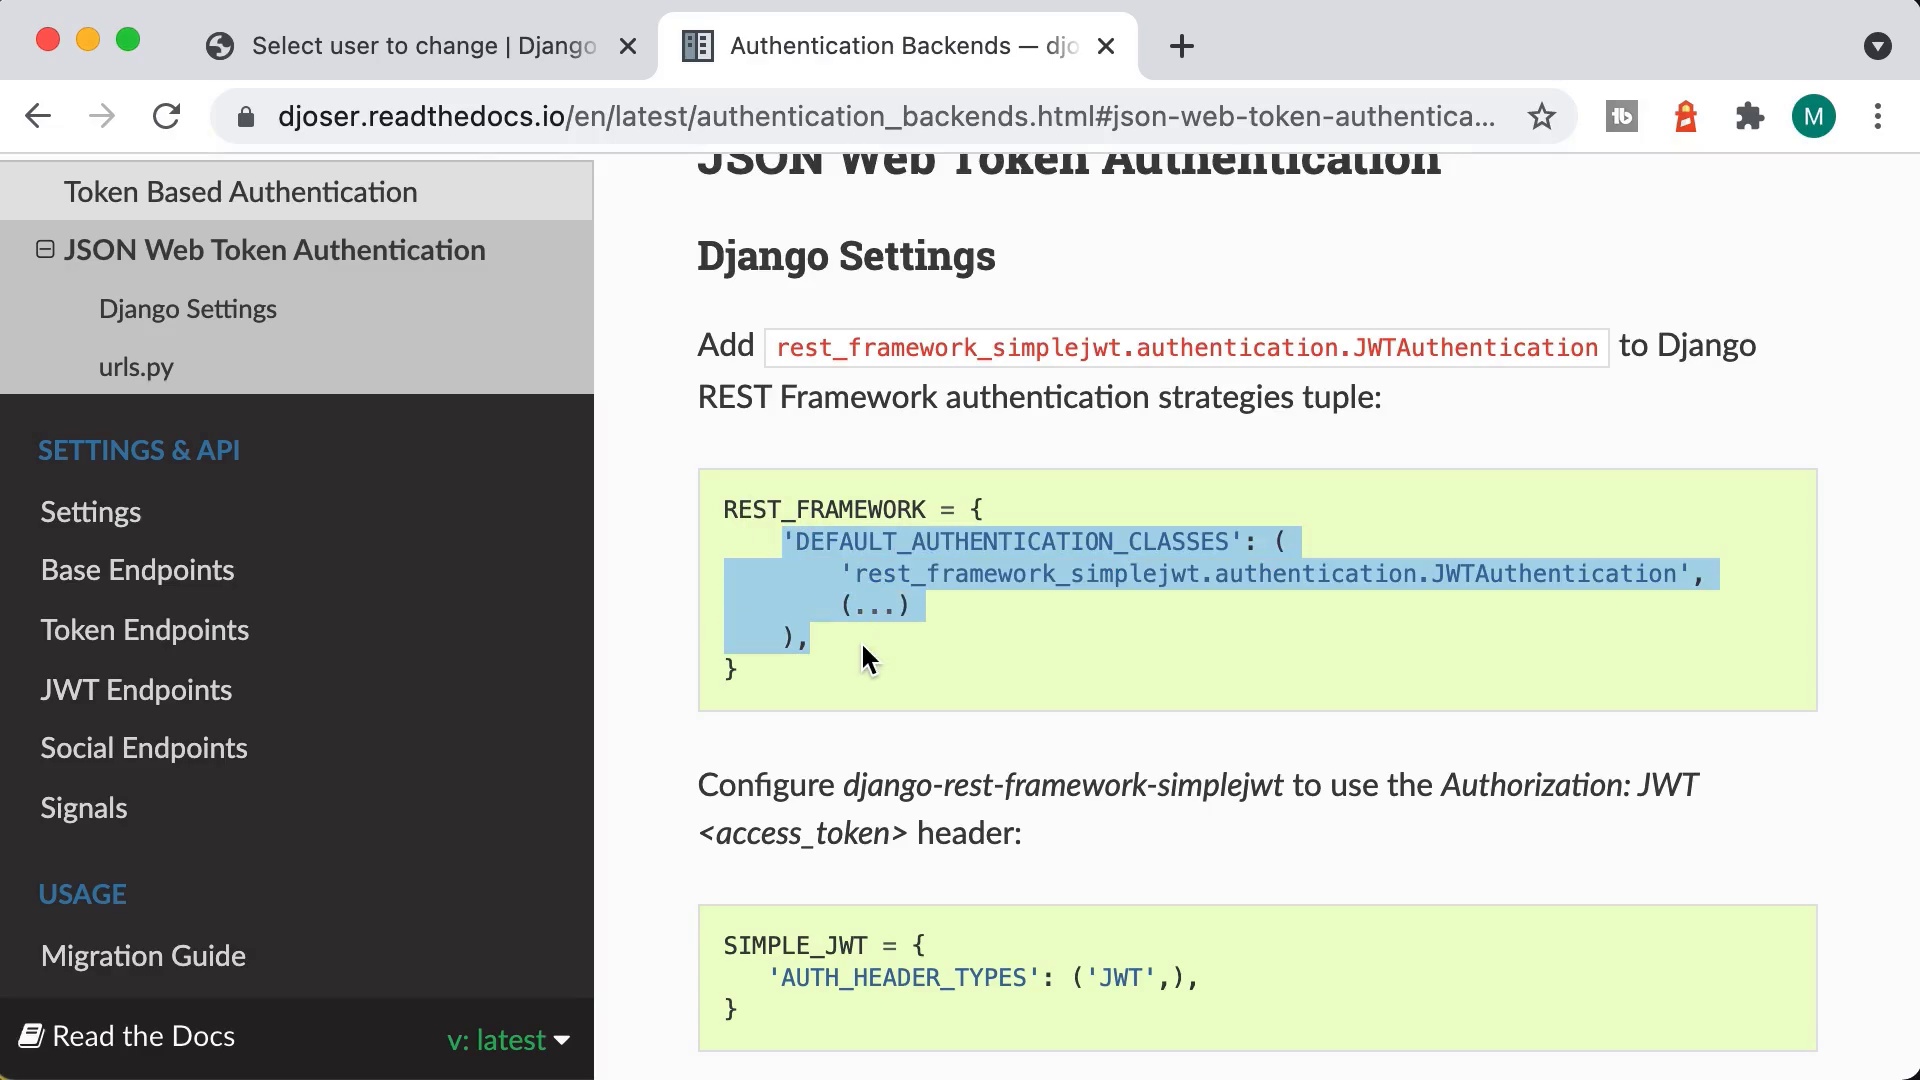 Select user to change | Django
Authentication Backends — djo
djoser.readthedocs.io/en/latest/authentication_backends.html#json-web-token-authentica...
tb
M
Token Based Authentication
JSON Web Token Authentication
Django Settings
urls.py
SETTINGS & API
Settings
Base Endpoints
Token Endpoints
JWT Endpoints
Social Endpoints
Signals
USAGE
Migration Guide
Read the Docs
v: latest
JSON Web Token Authentication
Django Settings
Add rest_framework_simplejwt.authentication.JWTAuthentication to Django
REST Framework authentication strategies tuple:
REST_FRAMEWORK = {
    'DEFAULT_AUTHENTICATION_CLASSES': (
        'rest_framework_simplejwt.authentication.JWTAuthentication',
        (...)
    ),
}
Configure django-rest-framework-simplejwt to use the Authorization: JWT
<access_token> header:
SIMPLE_JWT = {
   'AUTH_HEADER_TYPES': ('JWT',),
}